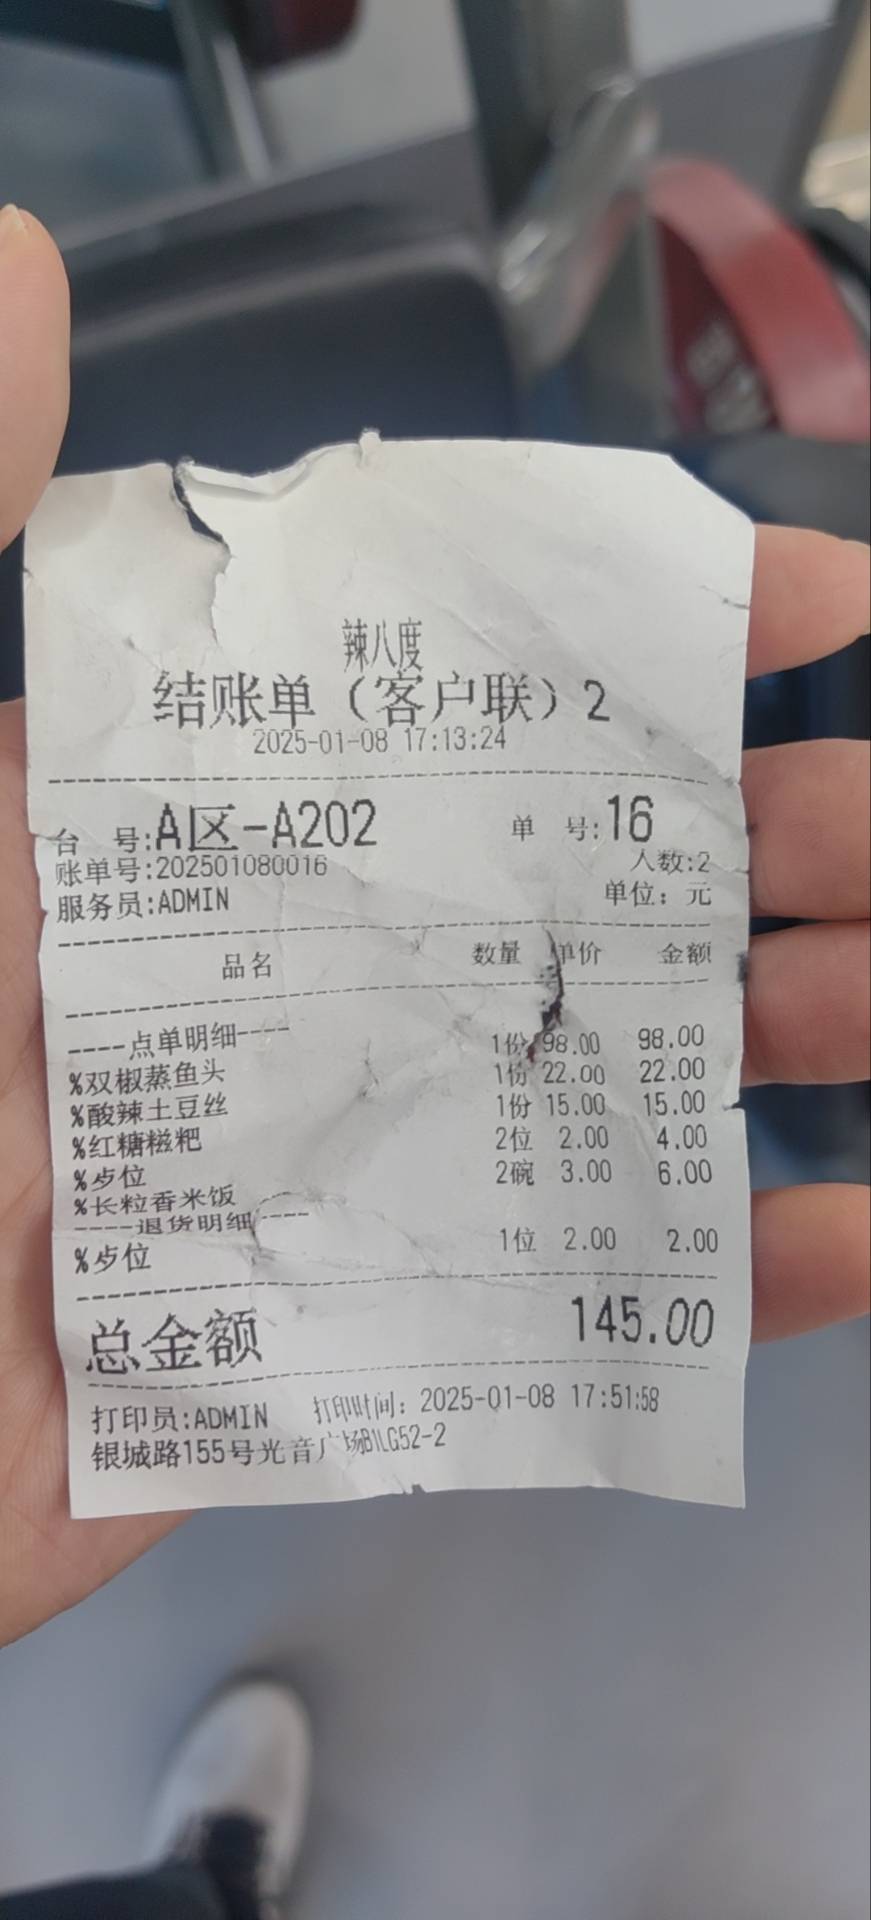 辣八度
结账单（客户联）2
2025-01-08 17:13:24
台 号:A区-A202 单 号:16
账单号:202501080016 人数:2
服务员:ADMIN 单位：元
品名 数量 单价 金额
----点单明细----
%双椒蒸鱼头 1份 98.00 98.00
%酸辣土豆丝 1份 22.00 22.00
%红糖糍粑 1份 15.00 15.00
%歺位 2位 2.00 4.00
%长粒香米饭 2碗 3.00 6.00
----退货明细----
%歺位 1位 2.00 2.00
总金额 145.00
打印员:ADMIN 打印时间：2025-01-08 17:51:58
银城路155号光音广场B1LG52-2